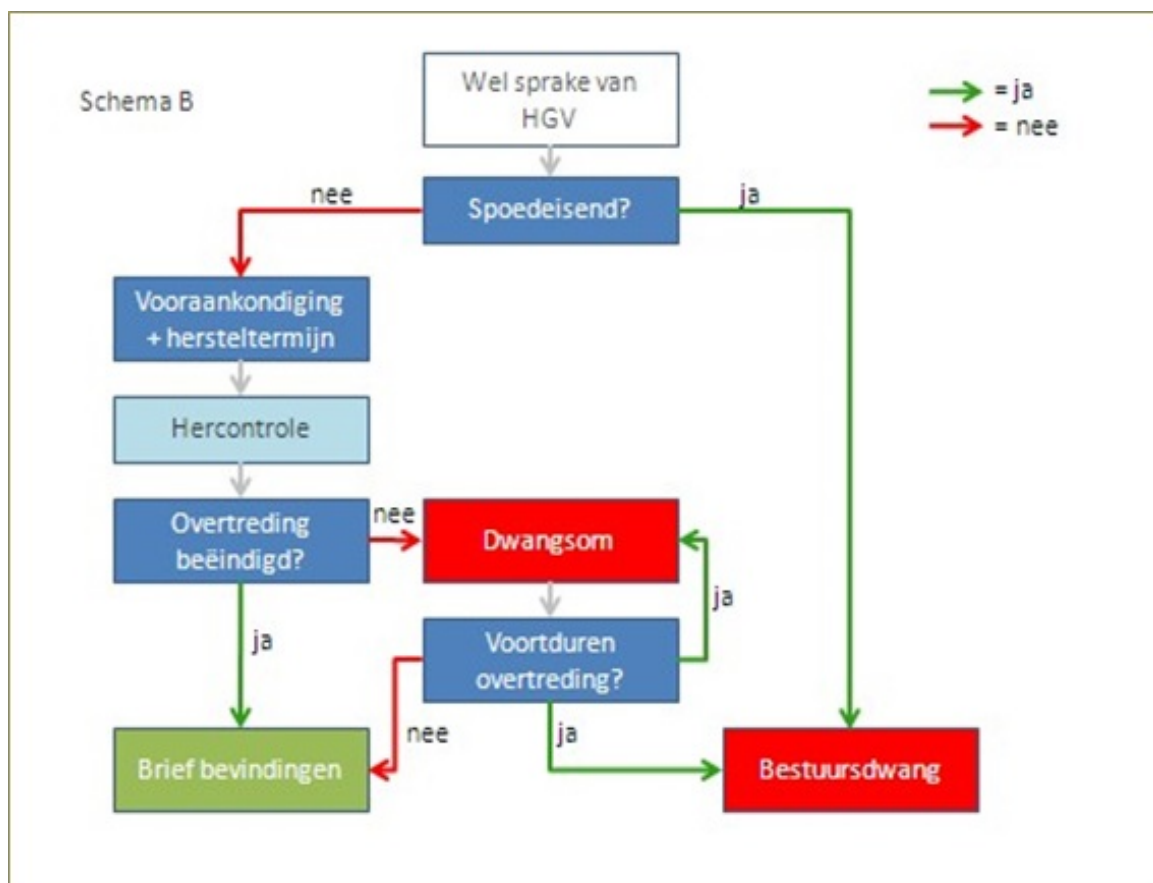 Schema B
Wel sprake van
HGV
= ja
= nee
nee
Spoedeisend?
ja
Vooraankondiging
+ hersteltermijn
Hercontrole
Overtreding
beëindigd?
nee
Dwangsom
ja
ja
Voortduren
overtreding?
nee
ja
Brief bevindingen
Bestuursdwang